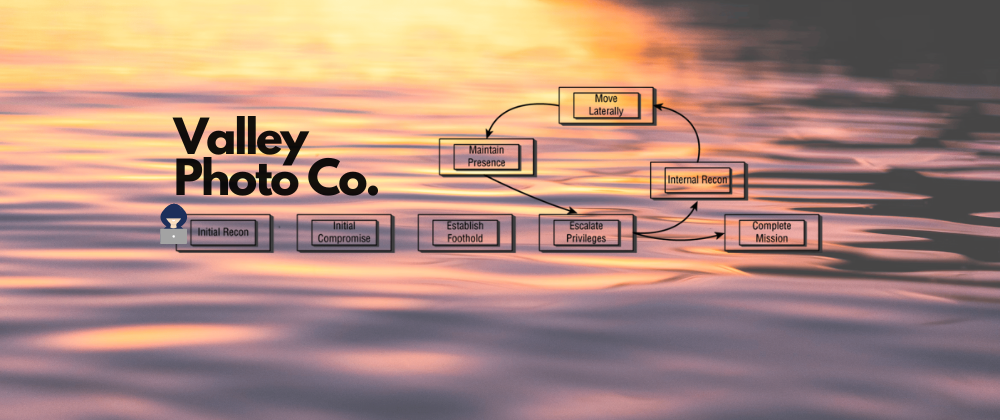 Valley
Photo Co.
Move
Laterally
Maintain
Presence
Internal Recon
Initial Recon
Initial
Compromise
Establish
Foothold
Escalate
Privileges
Complete
Mission